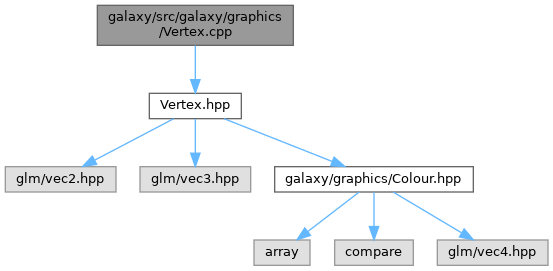 galaxy/src/galaxy/graphics
/Vertex.cpp
Vertex.hpp
glm/vec2.hpp
glm/vec3.hpp
galaxy/graphics/Colour.hpp
array
compare
glm/vec4.hpp